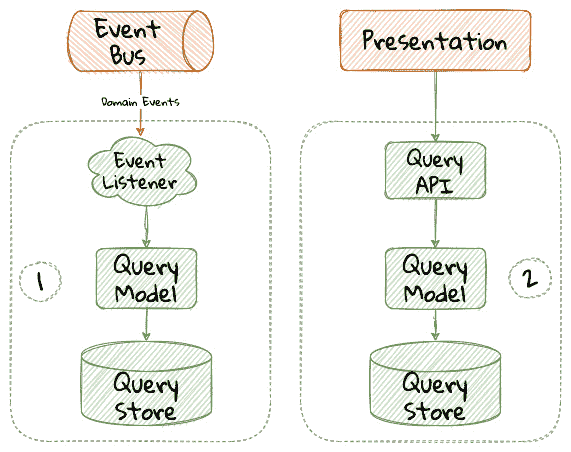 Event
Bus
Domain Events
Event
Listener
Query
Model
Query
Store
1
Presentation
Query
API
Query
Model
Query
Store
2